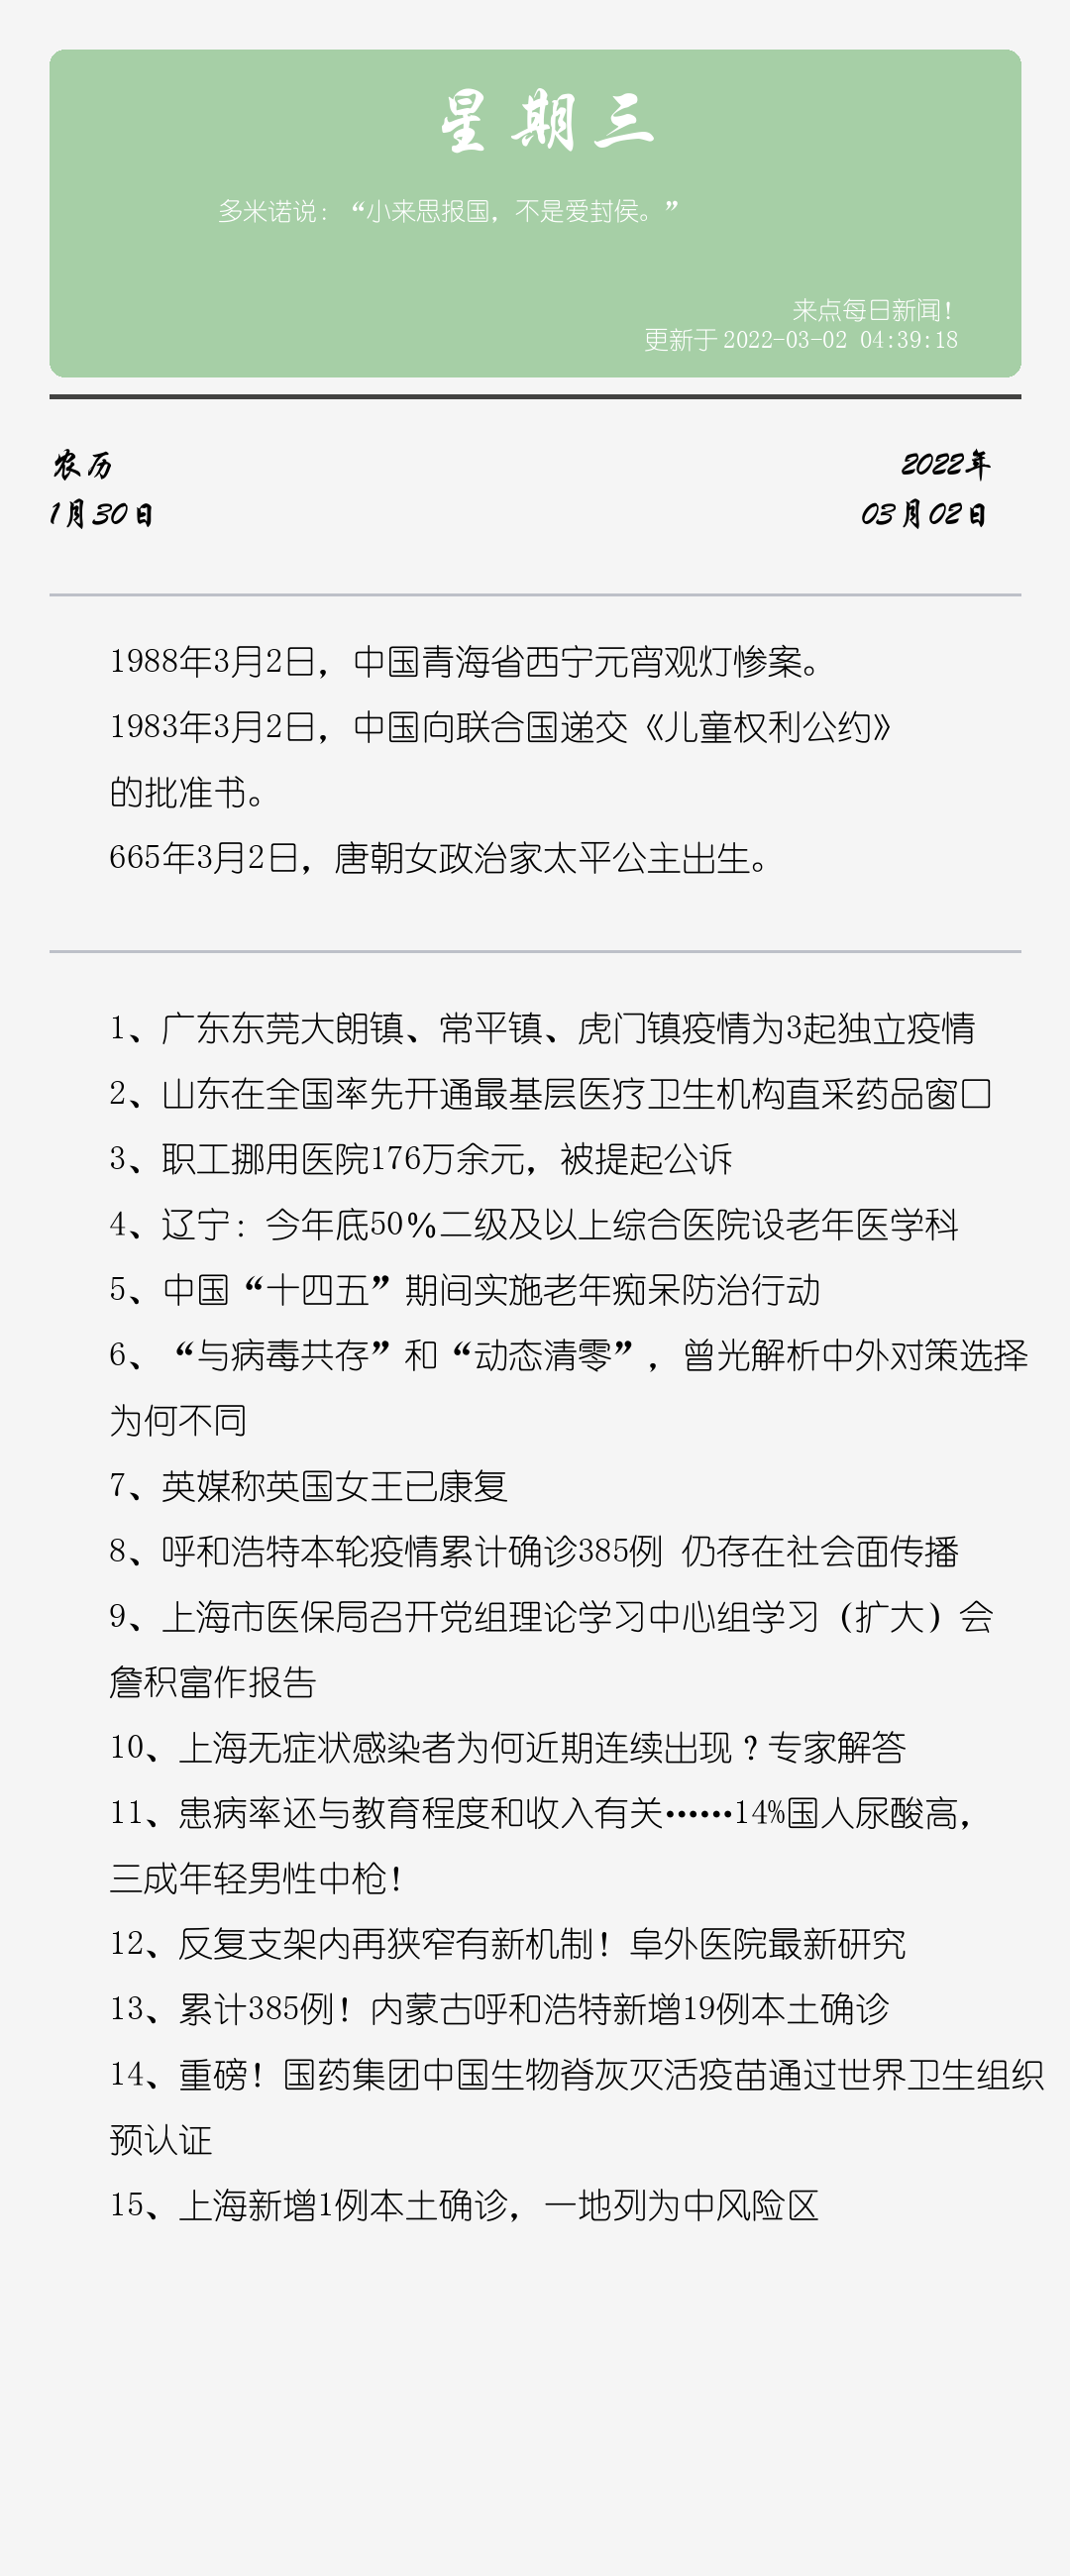 星期三
多米诺说：“小来思报国，不是爱封侯。”
来点每日新闻！
更新于 2022-03-02 04:39:18
农历
2022年
1月30日
03月02日
1988年3月2日，中国青海省西宁元宵观灯惨案。
1983年3月2日，中国向联合国递交《儿童权利公约》
的批准书。
665年3月2日，唐朝女政治家太平公主出生。
1、广东东莞大朗镇、常平镇、虎门镇疫情为3起独立疫情
2、山东在全国率先开通最基层医疗卫生机构直采药品窗口
3、职工挪用医院176万余元，被提起公诉
4、辽宁：今年底50％二级及以上综合医院设老年医学科
5、中国“十四五”期间实施老年痴呆防治行动
6、“与病毒共存”和“动态清零”，曾光解析中外对策选择
为何不同
7、英媒称英国女王已康复
8、呼和浩特本轮疫情累计确诊385例 仍存在社会面传播
9、上海市医保局召开党组理论学习中心组学习（扩大）会
詹积富作报告
10、上海无症状感染者为何近期连续出现？专家解答
11、患病率还与教育程度和收入有关……14%国人尿酸高，
三成年轻男性中枪！
12、反复支架内再狭窄有新机制！阜外医院最新研究
13、累计385例！内蒙古呼和浩特新增19例本土确诊
14、重磅！国药集团中国生物脊灰灭活疫苗通过世界卫生组织
预认证
15、上海新增1例本土确诊，一地列为中风险区